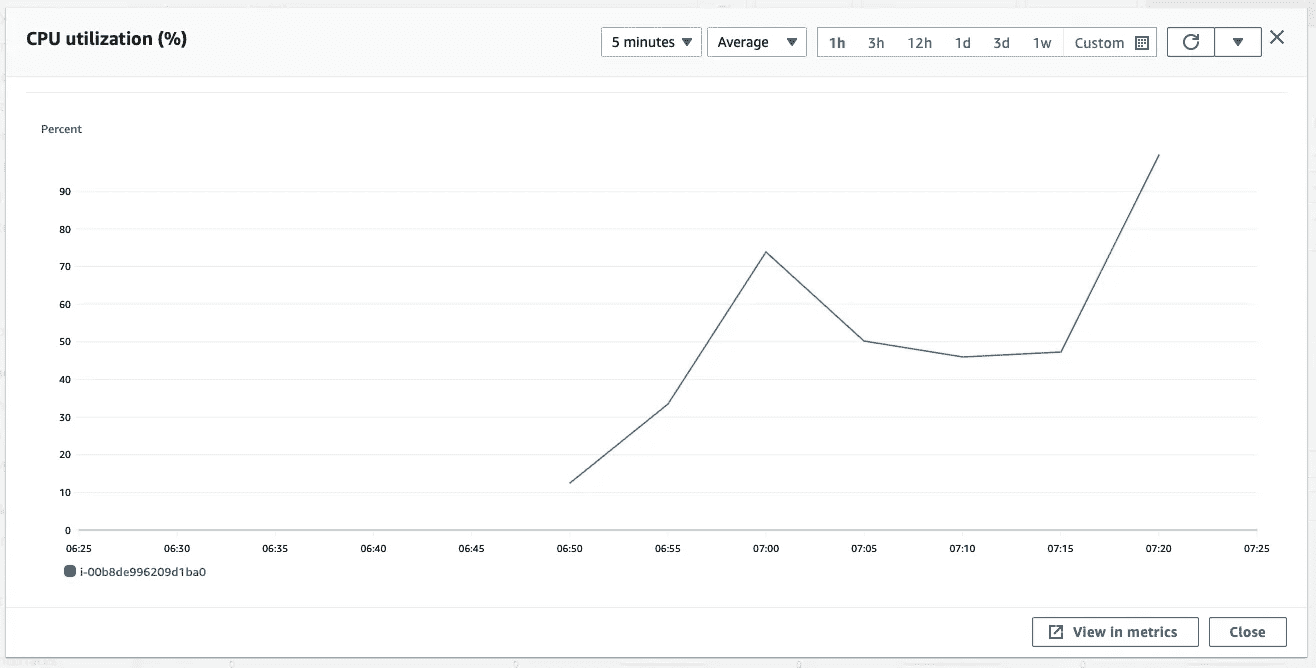 CPU utilization (%)
5 minutes
Average
1h 3h 12h 1d 3d 1w Custom
Percent
90
80
70
60
50
40
30
20
10
0
06:25 06:30 06:35 06:40 06:45 06:50 06:55 07:00 07:05 07:10 07:15 07:20 07:25
i-00b8de996209d1ba0
View in metrics
Close